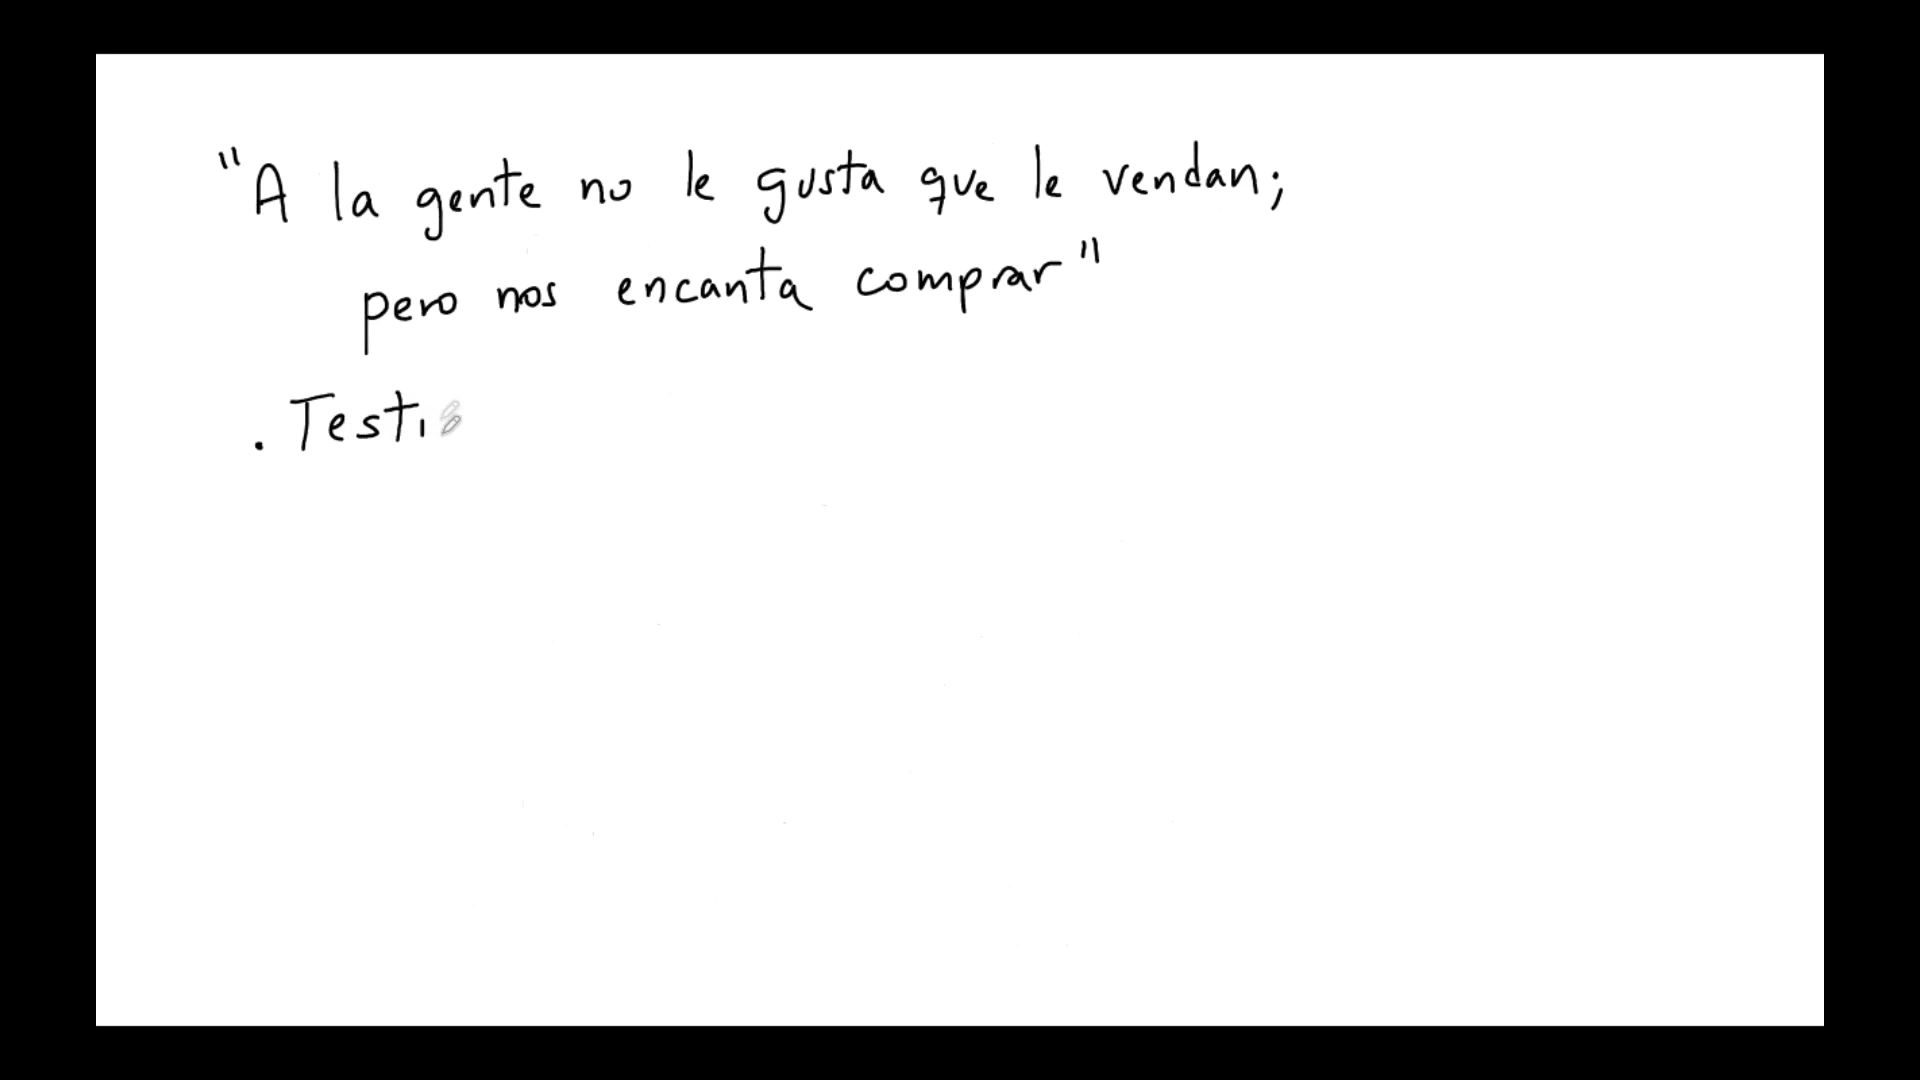 "A la gente no le gusta que le vendan;
pero nos encanta comprar"
. Testi